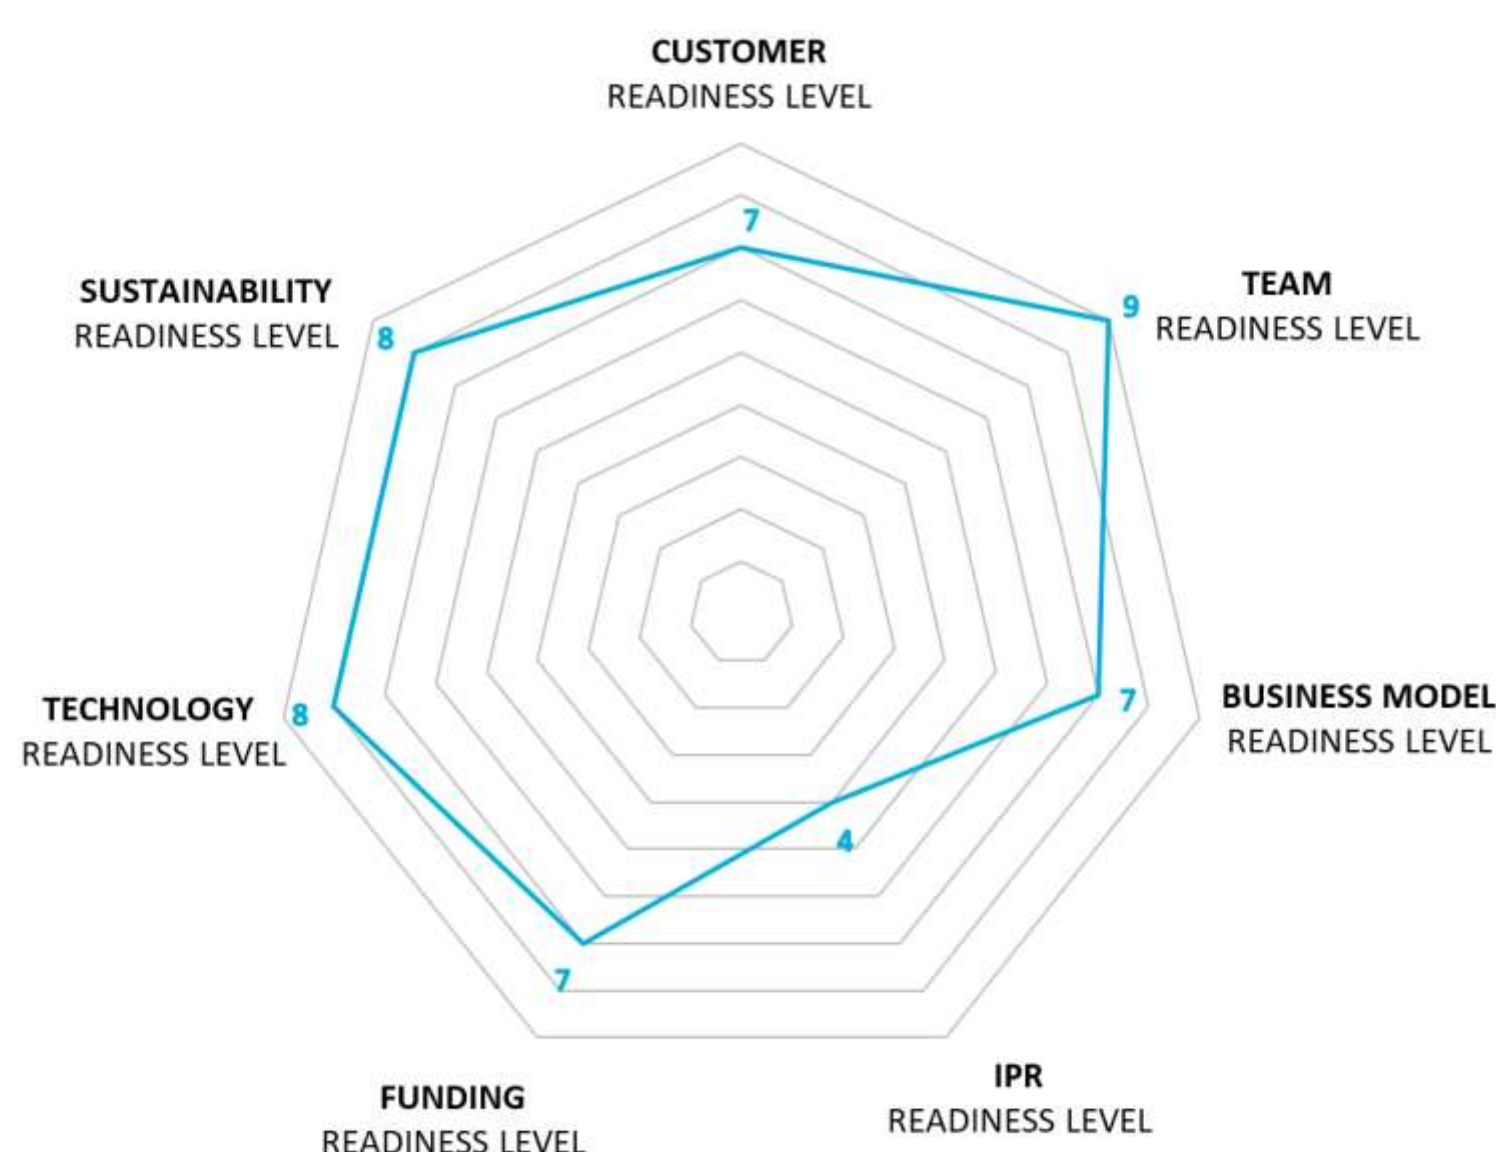 CUSTOMER
READINESS LEVEL
7
TEAM
READINESS LEVEL
9
SUSTAINABILITY
READINESS LEVEL
8
BUSINESS MODEL
READINESS LEVEL
7
TECHNOLOGY
READINESS LEVEL
8
4
7
IPR
READINESS LEVEL
FUNDING
READINESS LEVEL